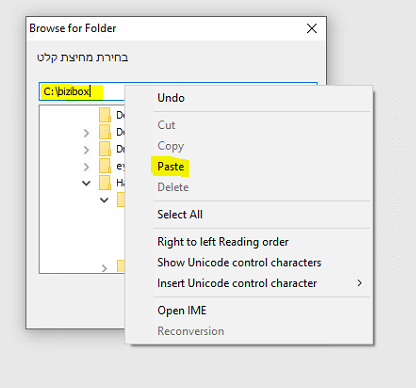 Browse for Folder
בחירת מחיצת קלט
C:\bizibox
Undo
Cut
Copy
Paste
Delete
Select All
Right to left Reading order
Show Unicode control characters
Insert Unicode control character
Open IME
Reconversion